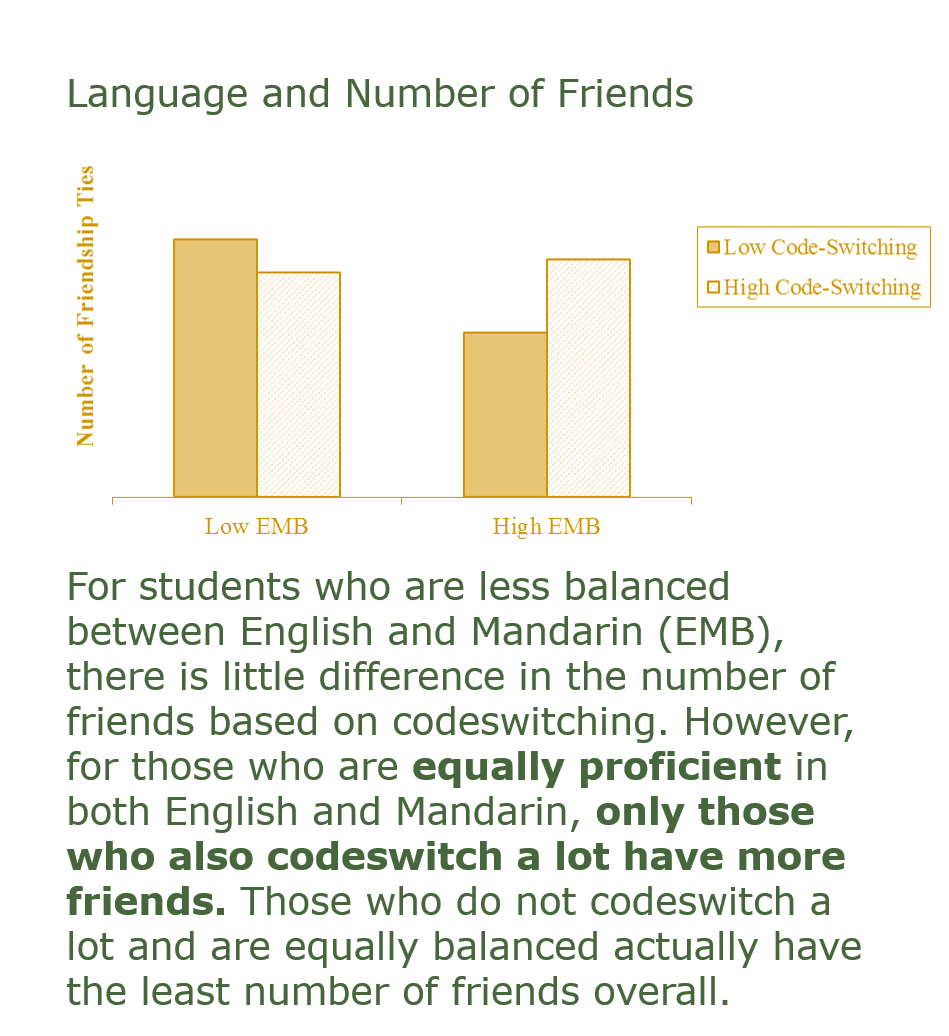 Language and Number of Friends
Number of Friendship Ties
Low Code-Switching
High Code-Switching
Low EMB
High EMB
For students who are less balanced
between English and Mandarin (EMB),
there is little difference in the number of
friends based on codeswitching. However,
for those who are equally proficient in
both English and Mandarin, only those
who also codeswitch a lot have more
friends. Those who do not codeswitch a
lot and are equally balanced actually have
the least number of friends overall.